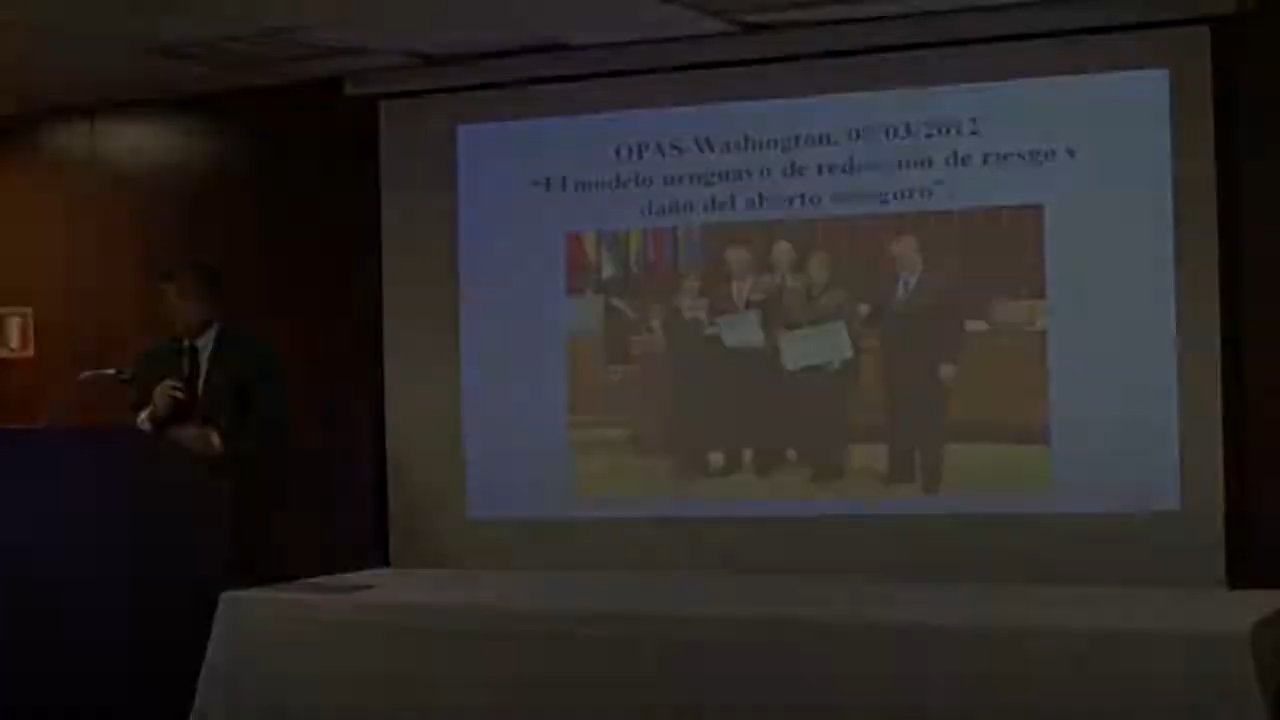 OPAS-Washington, 03/2012
"El modelo uruguayo de de riesgo y
daño del aborto